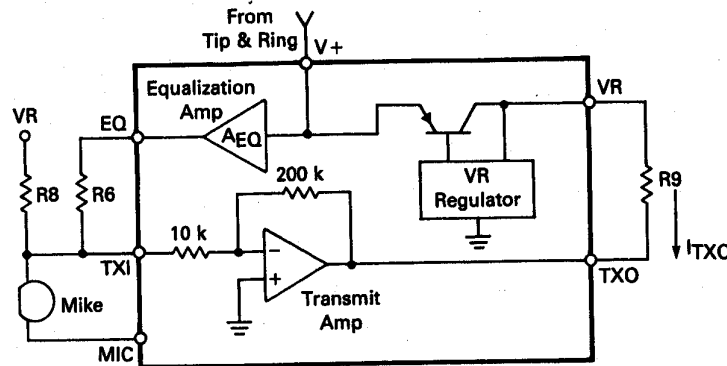 From
Tip & Ring
V+
Equalization
Amp
VR
EQ
AEQ
VR
R8
R6
200 k
VR
Regulator
R9
10 k
ITXO
TXI
Mike
Transmit
Amp
TXO
MIC